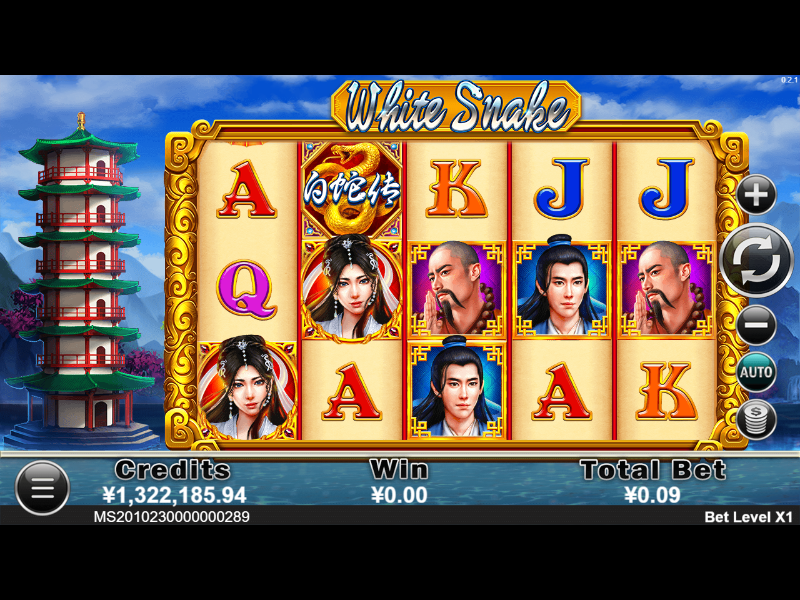 0.2.1
White Snake
A
白蛇传
K
J
J
Q
A
A
K
AUTO
Credits
Win
Total Bet
¥1,322,185.94
¥0.00
¥0.09
MS2010230000000289
Bet Level X1